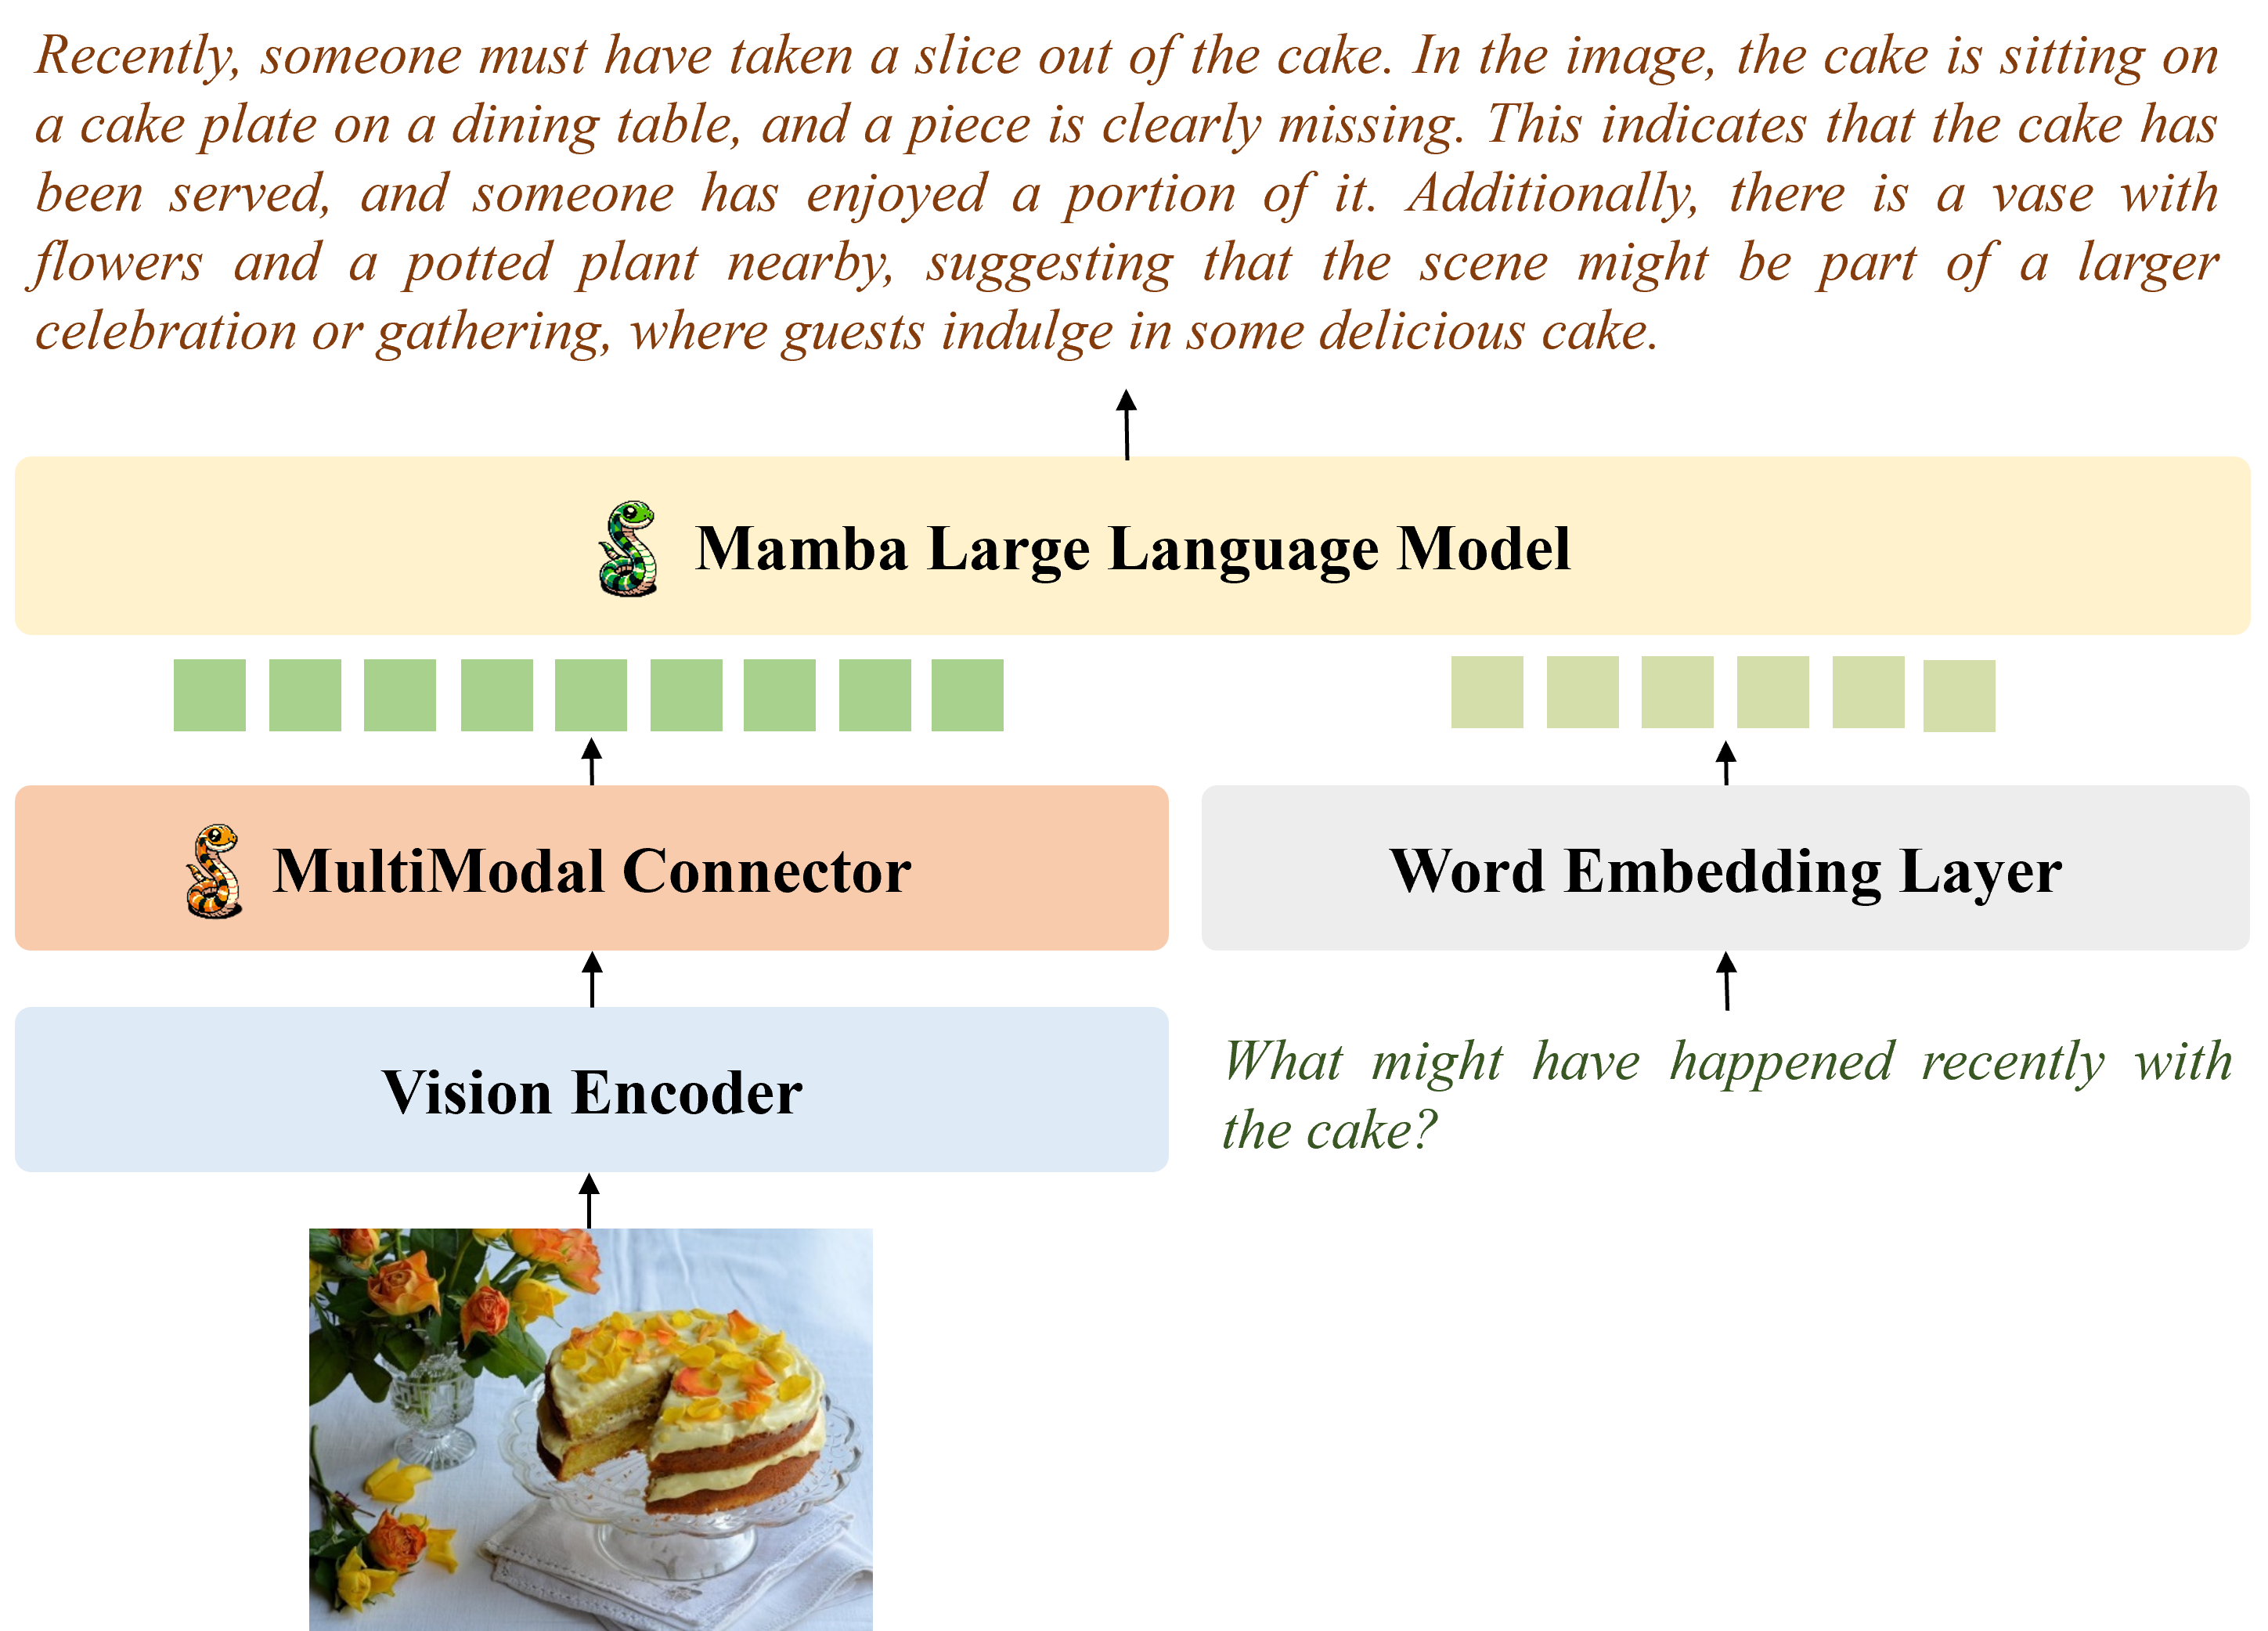 Recently, someone must have taken a slice out of the cake. In the image, the cake is sitting on
a cake plate on a dining table, and a piece is clearly missing. This indicates that the cake has
been served, and someone has enjoyed a portion of it. Additionally, there is a vase with
flowers and a potted plant nearby, suggesting that the scene might be part of a larger
celebration or gathering, where guests indulge in some delicious cake.
Mamba Large Language Model
MultiModal Connector
Word Embedding Layer
Vision Encoder
What might have happened recently with
the cake?